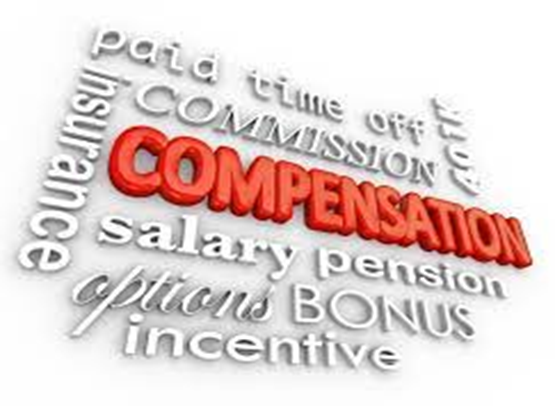 paid time off
COMMISSION
401K
insurance
COMPENSATION
salary pension
options BONUS
incentive